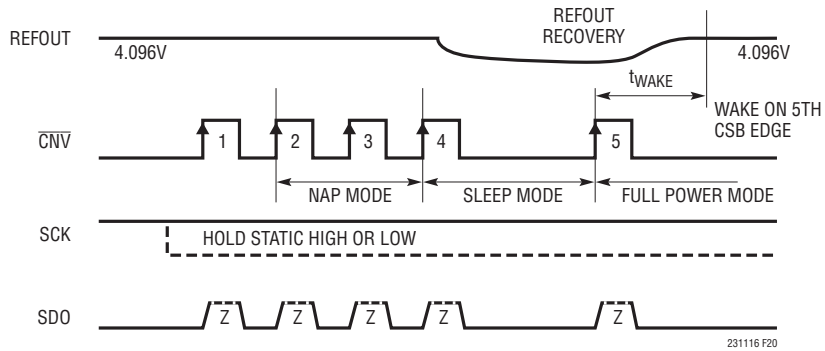 REFOUT
RECOVERY
REFOUT
4.096V
4.096V
tWAKE
WAKE ON 5TH
CSB EDGE
CNV
1
2
3
4
5
NAP MODE
SLEEP MODE
FULL POWER MODE
SCK
HOLD STATIC HIGH OR LOW
SDO
Z
Z
Z
Z
Z
231116 F20